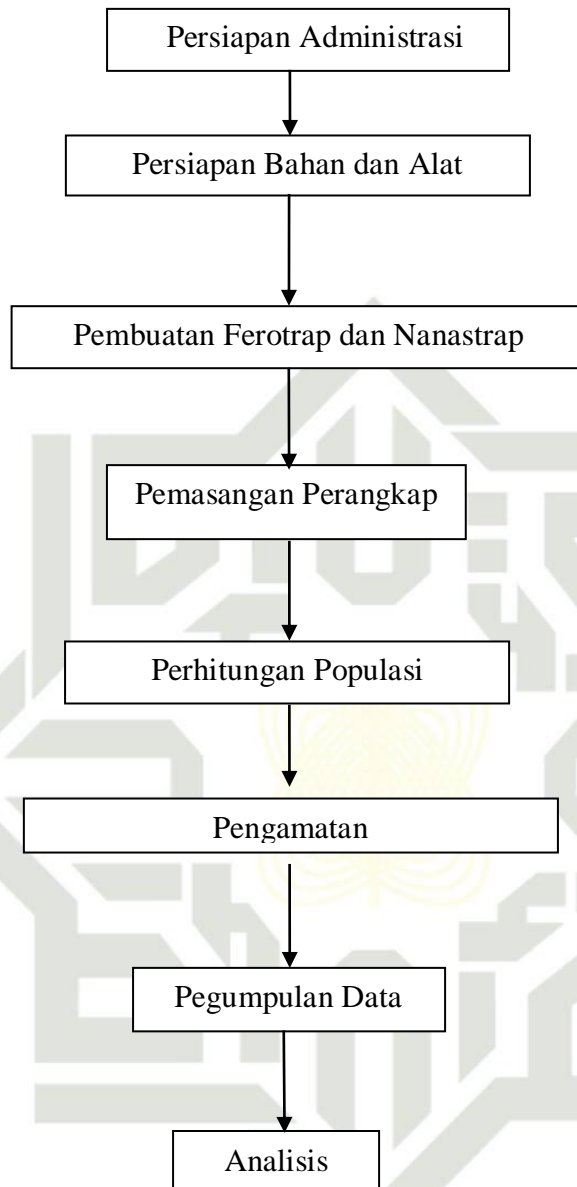 Persiapan Administrasi
Persiapan Bahan dan Alat
Pembuatan Ferotrap dan Nanastrap
Pemasangan Perangkap
Perhitungan Populasi
Pengamatan
Pegumpulan Data
Analisis